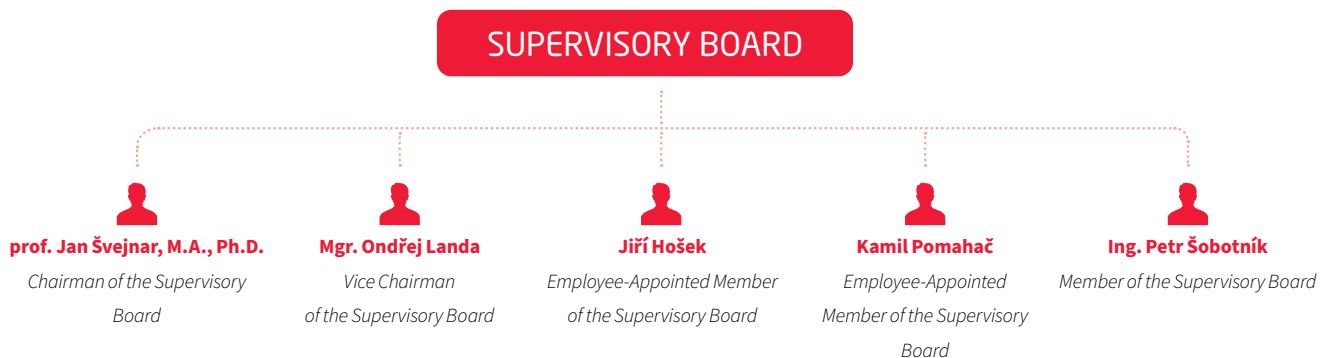 SUPERVISORY BOARD
prof. Jan Švejnar, M.A., Ph.D.
Chairman of the Supervisory
Board
Mgr. Ondřej Landa
Vice Chairman
of the Supervisory Board
Jiří Hošek
Employee-Appointed Member
of the Supervisory Board
Kamil Pomahač
Employee-Appointed
Member of the Supervisory
Board
Ing. Petr Šobotník
Member of the Supervisory Board